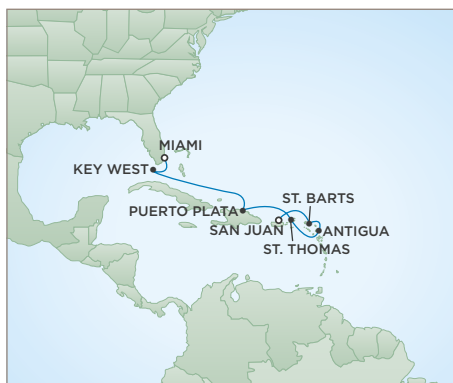 MIAMI
KEY WEST
ST. BARTS
PUERTO PLATA
SAN JUAN
ANTIGUA
ST. THOMAS